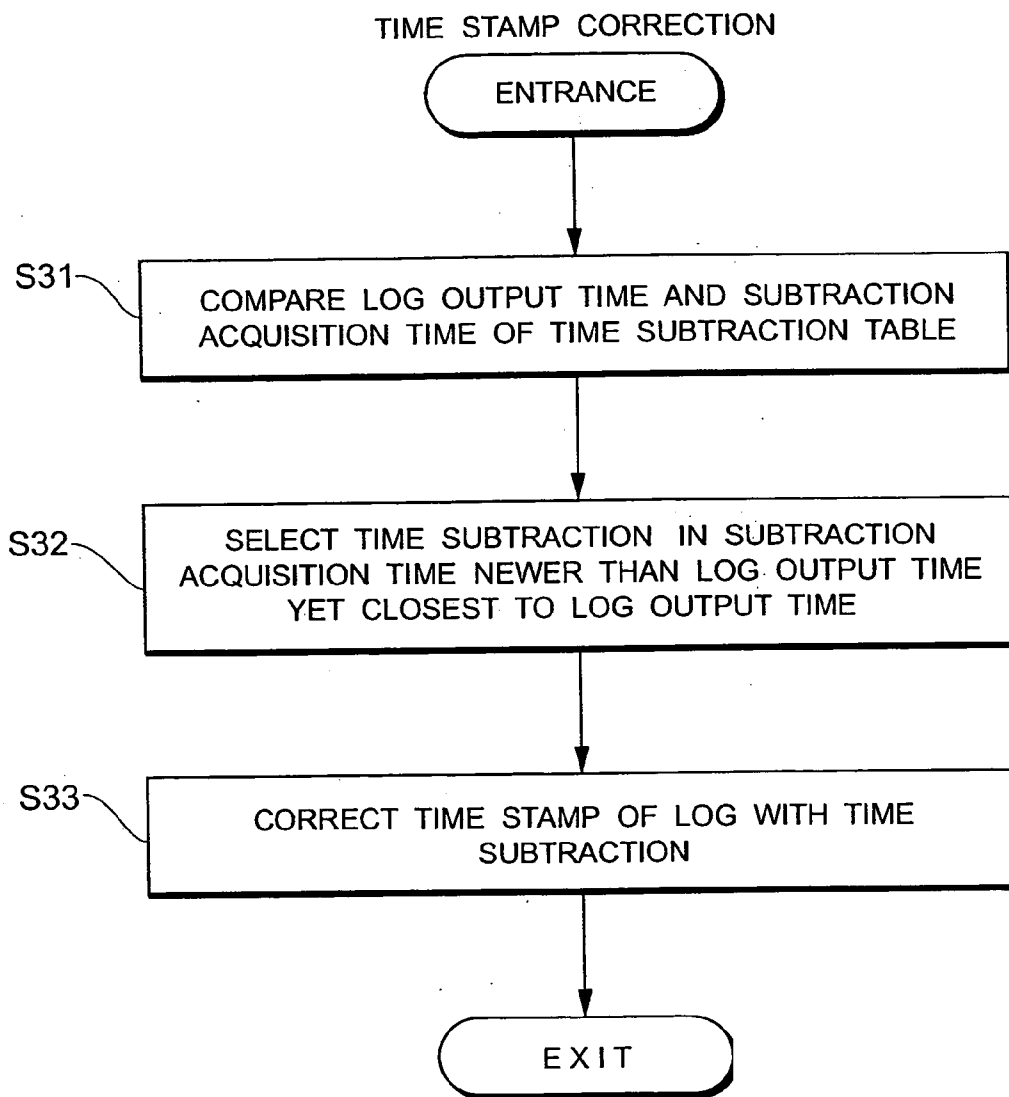 TIME STAMP CORRECTION
ENTRANCE
S31
COMPARE LOG OUTPUT TIME AND SUBTRACTION
ACQUISITION TIME OF TIME SUBTRACTION TABLE
S32
SELECT TIME SUBTRACTION IN SUBTRACTION
ACQUISITION TIME NEWER THAN LOG OUTPUT TIME
YET CLOSEST TO LOG OUTPUT TIME
S33
CORRECT TIME STAMP OF LOG WITH TIME
SUBTRACTION
EXIT